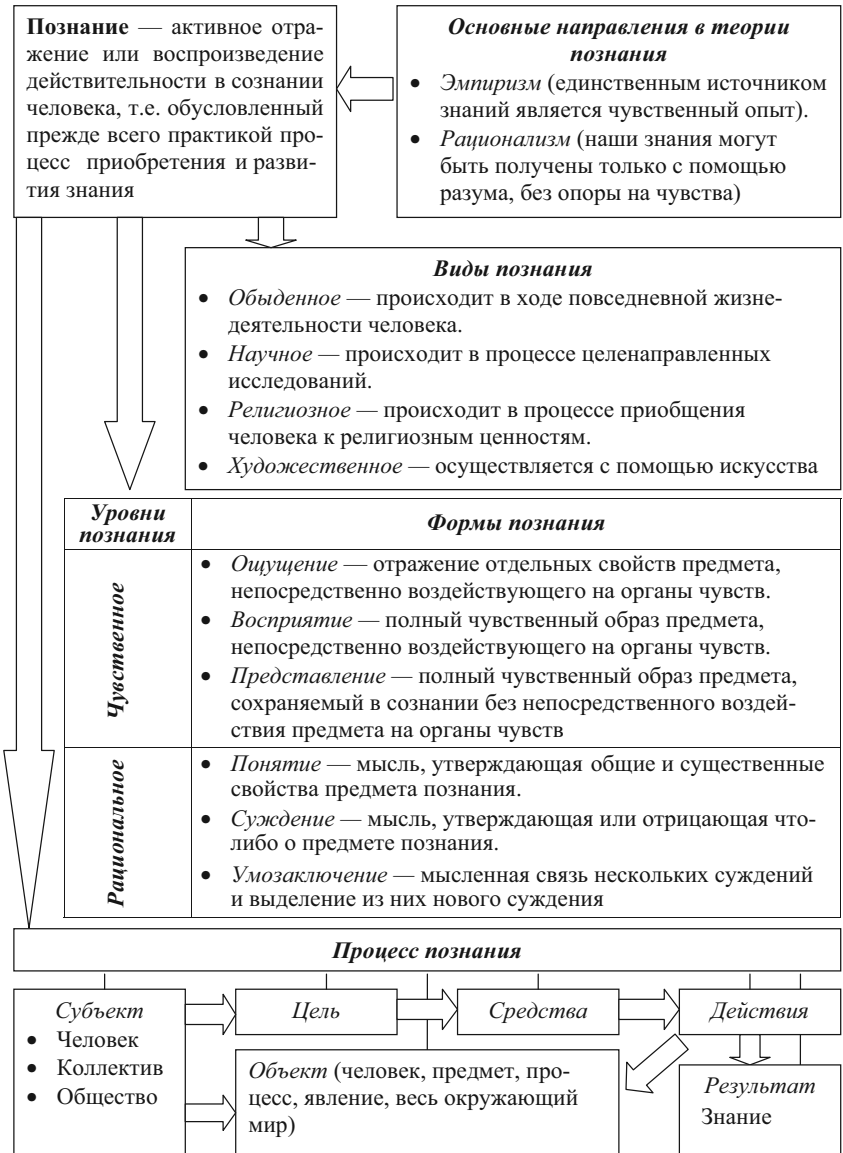 Познание — активное отра-
жение или воспроизведение
действительности в сознании
человека, т.е. обусловленный
прежде всего практикой про-
цесс приобретения и разви-
тия знания
Основные направления в теории
познания
• Эмпиризм (единственным источником
знаний является чувственный опыт).
• Рационализм (наши знания могут
быть получены только с помощью
разума, без опоры на чувства)
Виды познания
• Обыденное — происходит в ходе повседневной жизне-
деятельности человека.
• Научное — происходит в процессе целенаправленных
исследований.
• Религиозное — происходит в процессе приобщения
человека к религиозным ценностям.
• Художественное — осуществляется с помощью искусства
Уровни
познания
Формы познания
Чувственное
• Ощущение — отражение отдельных свойств предмета,
непосредственно воздействующего на органы чувств.
• Восприятие — полный чувственный образ предмета,
непосредственно воздействующего на органы чувств.
• Представление — полный чувственный образ предмета,
сохраняемый в сознании без непосредственного воздей-
ствия предмета на органы чувств
Рациональное
• Понятие — мысль, утверждающая общие и существенные
свойства предмета познания.
• Суждение — мысль, утверждающая или отрицающая что-
либо о предмете познания.
• Умозаключение — мысленная связь нескольких суждений
и выделение из них нового суждения
Процесс познания
Субъект
• Человек
• Коллектив
• Общество
Цель
Средства
Действия
Объект (человек, предмет, про-
цесс, явление, весь окружающий
мир)
Результат
Знание